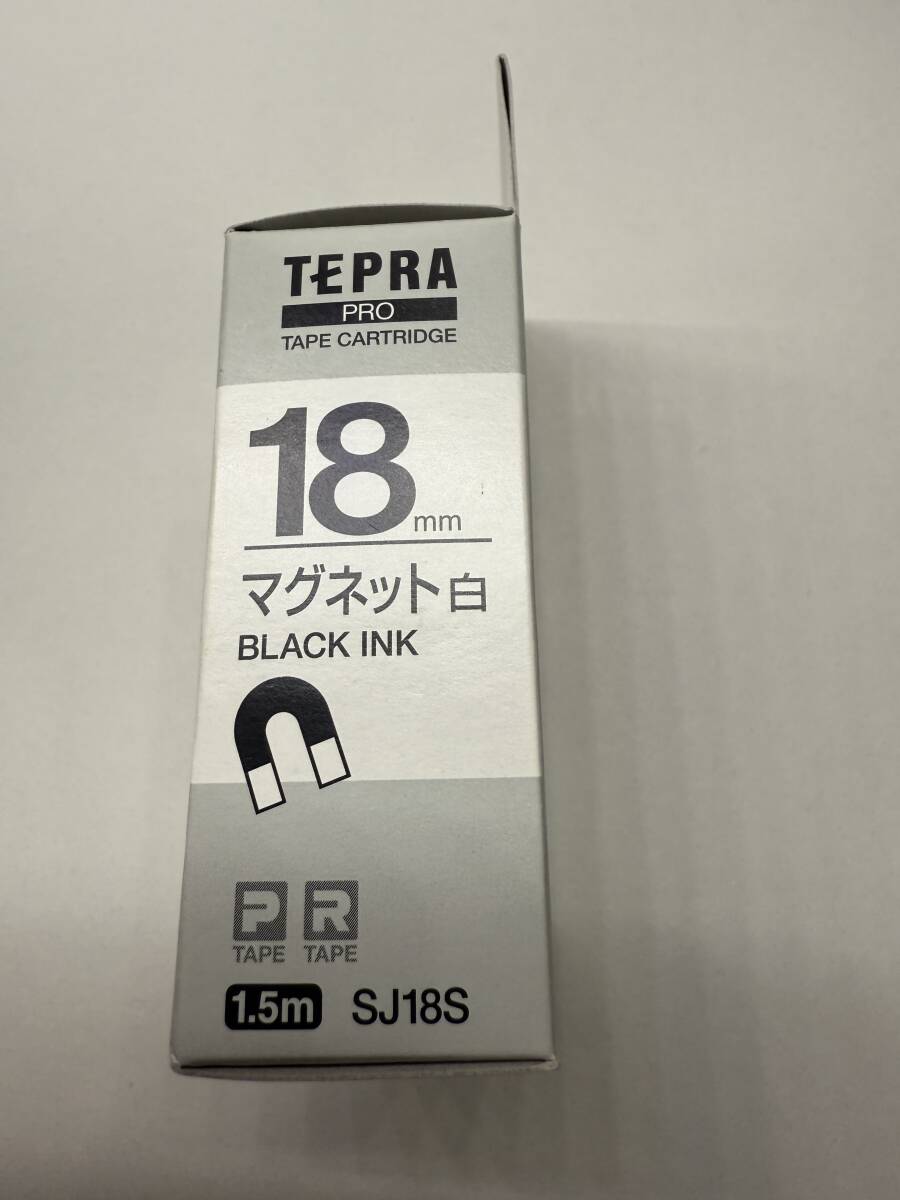 TEPRA
PRO
TAPE CARTRIDGE
18mm
マグネット 白
BLACK INK
P R
TAPE TAPE
1.5m SJ18S